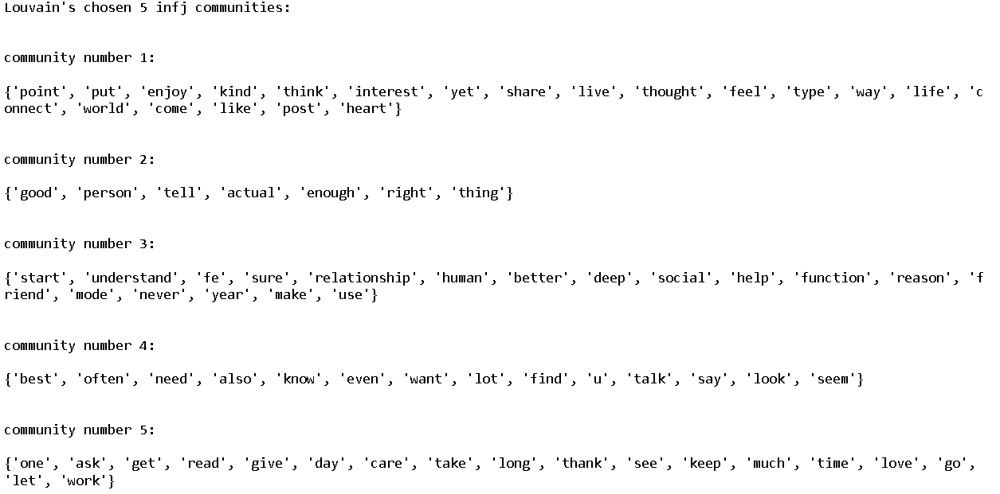 Louvain's chosen 5 infj communities:
community number 1:
{'point', 'put', 'enjoy', 'kind', 'think', 'interest', 'yet', 'share', 'live', 'thought', 'feel', 'type', 'way', 'life', 'c
onnect', 'world', 'come', 'like', 'post', 'heart'}
community number 2:
{'good', 'person', 'tell', 'actual', 'enough', 'right', 'thing'}
community number 3:
{'start', 'understand', 'fe', 'sure', 'relationship', 'human', 'better', 'deep', 'social', 'help', 'function', 'reason', 'f
riend', 'mode', 'never', 'year', 'make', 'use'}
community number 4:
{'best', 'often', 'need', 'also', 'know', 'even', 'want', 'lot', 'find', 'u', 'talk', 'say', 'look', 'seem'}
community number 5:
{'one', 'ask', 'get', 'read', 'give', 'day', 'care', 'take', 'long', 'thank', 'see', 'keep', 'much', 'time', 'love', 'go',
'let', 'work'}